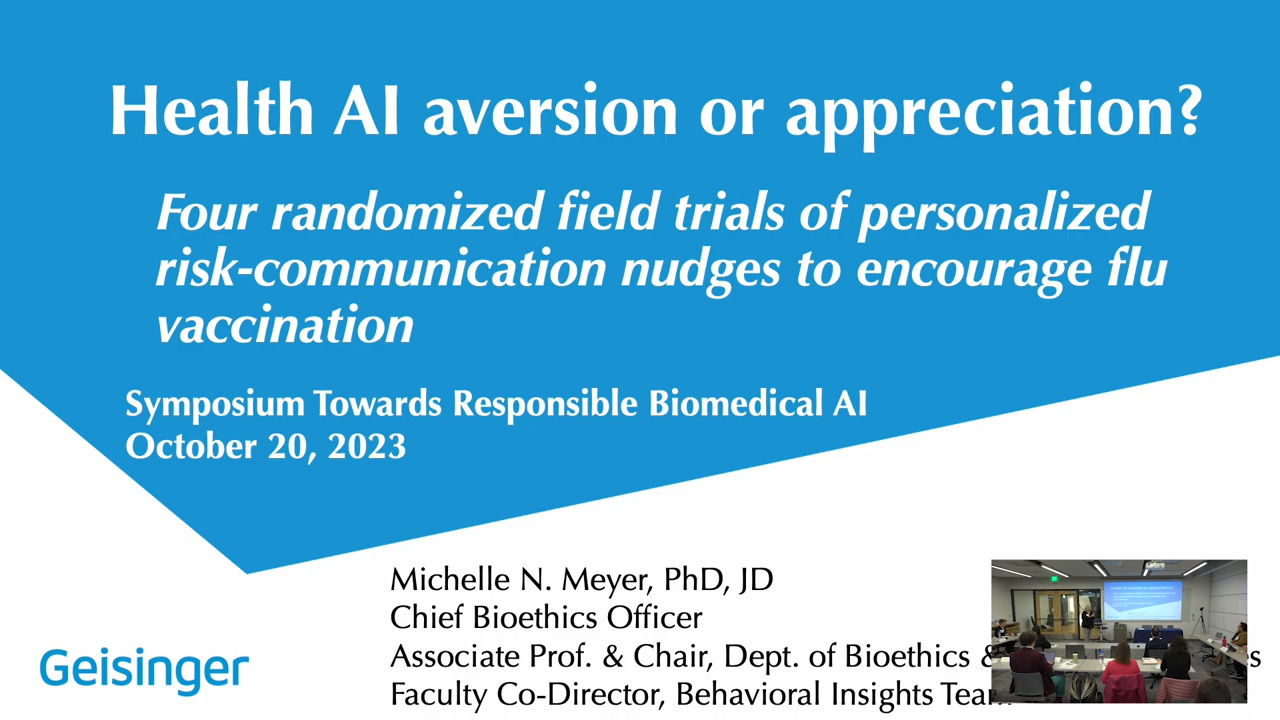 Health AI aversion or appreciation?
Four randomized field trials of personalized
risk-communication nudges to encourage flu
vaccination
Symposium Towards Responsible Biomedical AI
October 20, 2023
Michelle N. Meyer, PhD, JD
Chief Bioethics Officer
Associate Prof. & Chair, Dept. of Bioethics &
Faculty Co-Director, Behavioral Insights Team
Geisinger